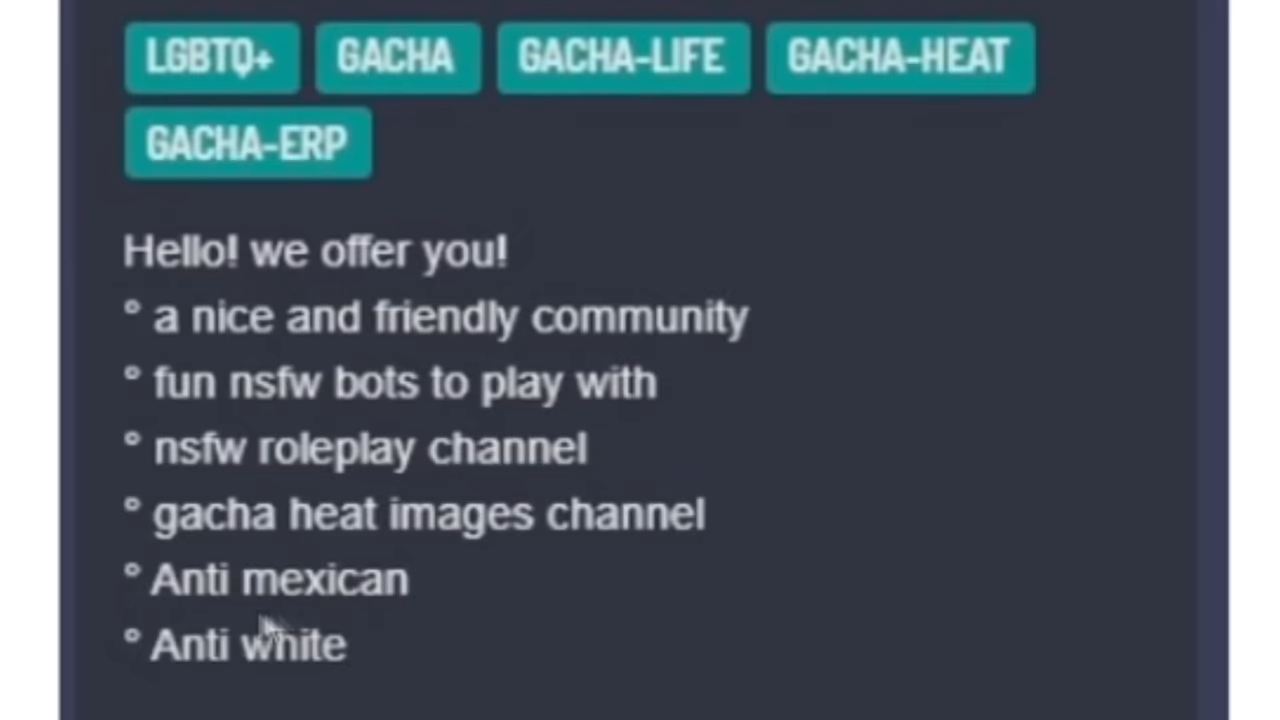 LGBTQ+ GACHA GACHA-LIFE GACHA-HEAT
GACHA-ERP
Hello! we offer you!
° a nice and friendly community
° fun nsfw bots to play with
° nsfw roleplay channel
° gacha heat images channel
° Anti mexican
° Anti white